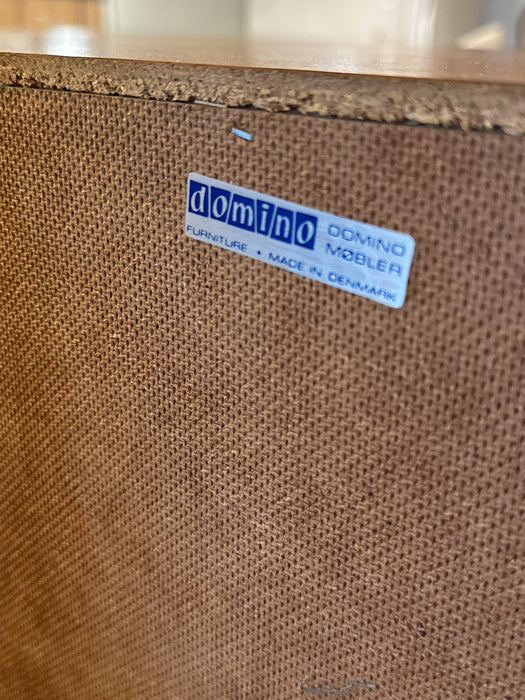 domino
DOMINO
MØBLER
FURNITURE • MADE IN DENMARK